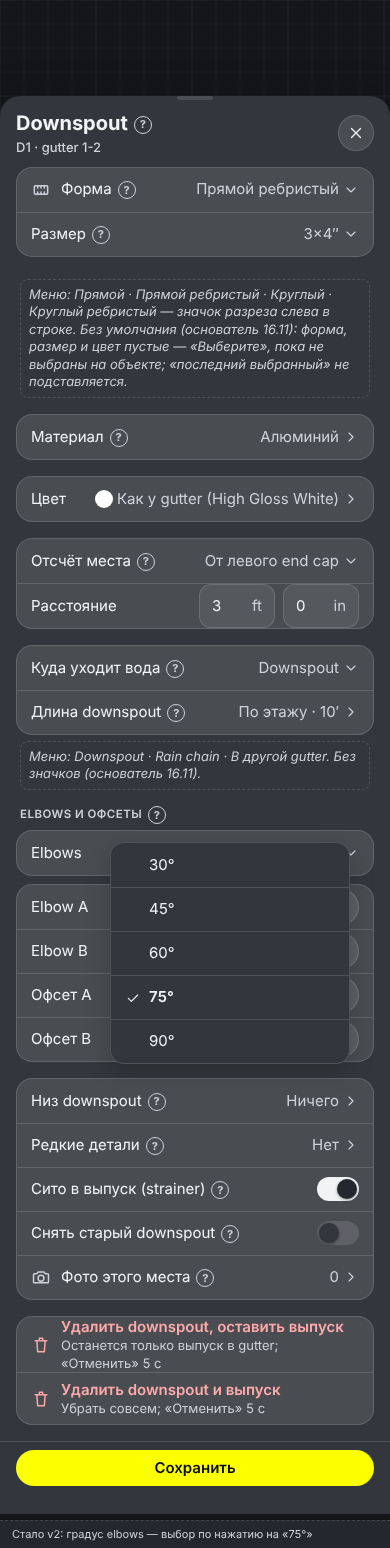 Downspout ?
D1 · gutter 1-2
Форма ? Прямой ребристый
Размер ? 3×4″
Меню: Прямой · Прямой ребристый · Круглый ·
Круглый ребристый — значок разреза слева в
строке. Без умолчания (основатель 16.11): форма,
размер и цвет пустые — «Выберите», пока не
выбраны на объекте; «последний выбранный» не
подставляется.
Материал ? Алюминий
Цвет Как у gutter (High Gloss White)
Отсчёт места ? От левого end cap
Расстояние 3 ft 0 in
Куда уходит вода ? Downspout
Длина downspout ? По этажу · 10′
Меню: Downspout · Rain chain · В другой gutter. Без
значков (основатель 16.11).
ELBOWS И ОФСЕТЫ ?
Elbows
30°
Elbow A 45°
Elbow B 60°
Офсет A 75°
Офсет B 90°
Низ downspout ? Ничего
Редкие детали ? Нет
Сито в выпуск (strainer) ?
Снять старый downspout ?
Фото этого места ? 0
Удалить downspout, оставить выпуск
Останется только выпуск в gutter;
«Отменить» 5 с
Удалить downspout и выпуск
Убрать совсем; «Отменить» 5 с
Сохранить
Стало v2: градус elbows — выбор по нажатию на «75°»